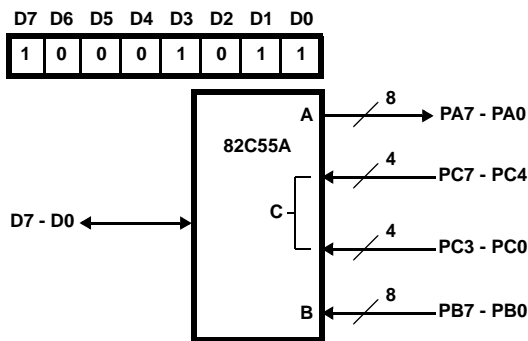 D7 D6 D5 D4 D3 D2 D1 D0
1 0 0 0 1 0 1 1
A 8 PA7 - PA0
82C55A
4 PC7 - PC4
C
D7 - D0
4 PC3 - PC0
B 8 PB7 - PB0